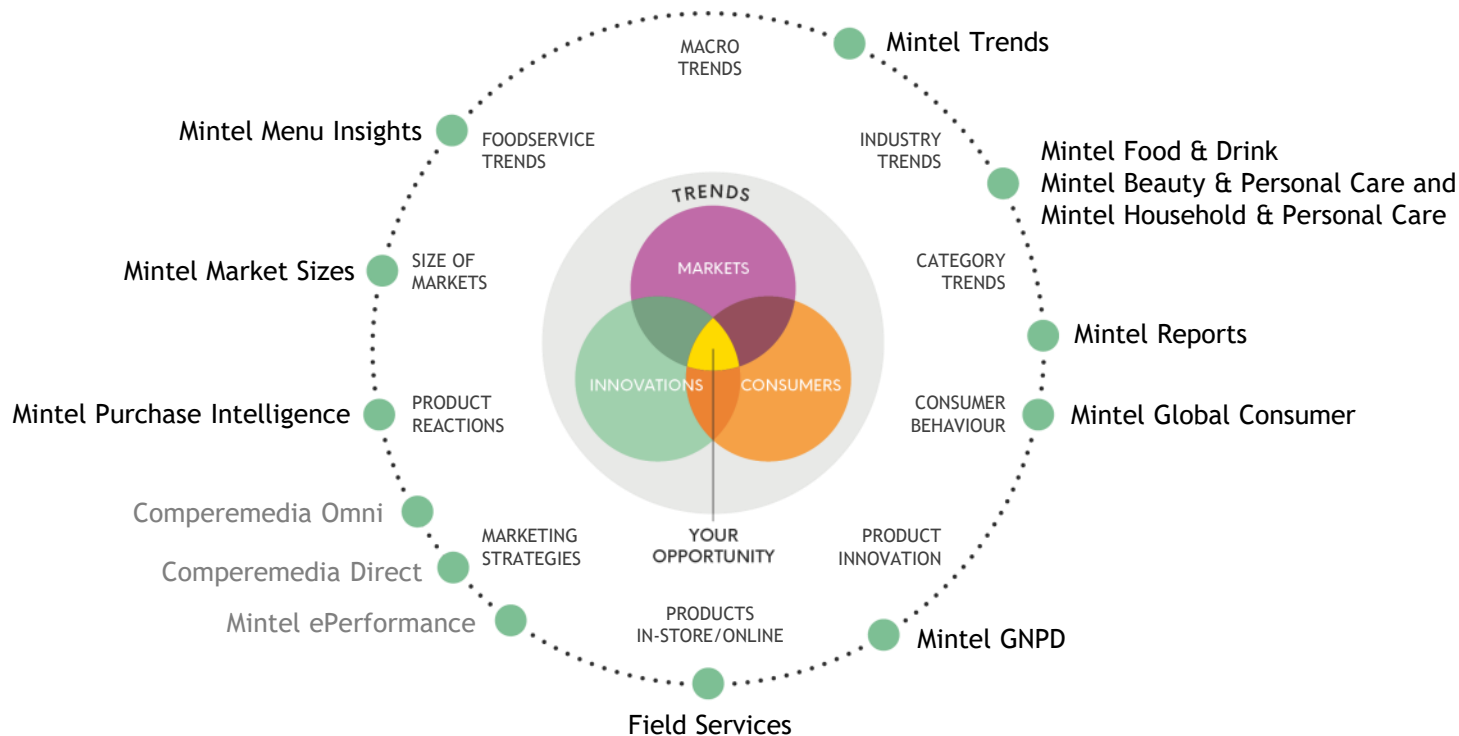 MACRO
TRENDS
Mintel Trends
Mintel Menu Insights
FOODSERVICE
TRENDS
INDUSTRY
TRENDS
Mintel Food & Drink
Mintel Beauty & Personal Care and
Mintel Household & Personal Care
TRENDS
MARKETS
Mintel Market Sizes
SIZE OF
MARKETS
CATEGORY
TRENDS
Mintel Reports
INNOVATIONS
CONSUMERS
Mintel Purchase Intelligence
PRODUCT
REACTIONS
CONSUMER
BEHAVIOUR
Mintel Global Consumer
Comperemedia Omni
MARKETING
STRATEGIES
YOUR
OPPORTUNITY
PRODUCT
INNOVATION
Comperemedia Direct
Mintel ePerformance
PRODUCTS
IN-STORE/ONLINE
Mintel GNPD
Field Services